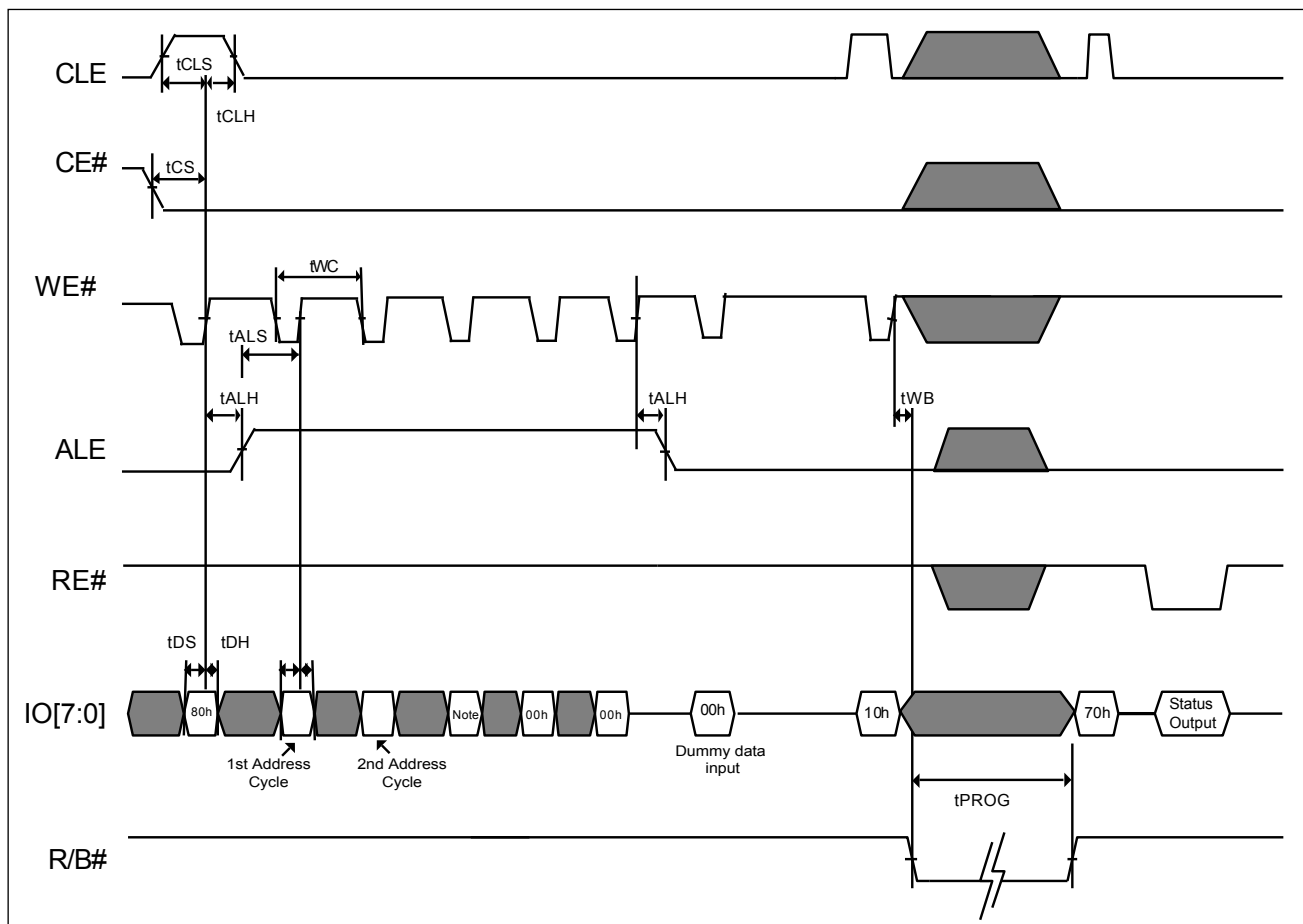 CLE
tCLS
tCLH
CE#
tCS
WE#
tWC
tALS
tALH
tALH
tWB
ALE
RE#
tDS
tDH
IO[7:0]
80h
Note
00h
00h
00h
10h
70h
Status
Output
1st Address
Cycle
2nd Address
Cycle
Dummy data
input
tPROG
R/B#